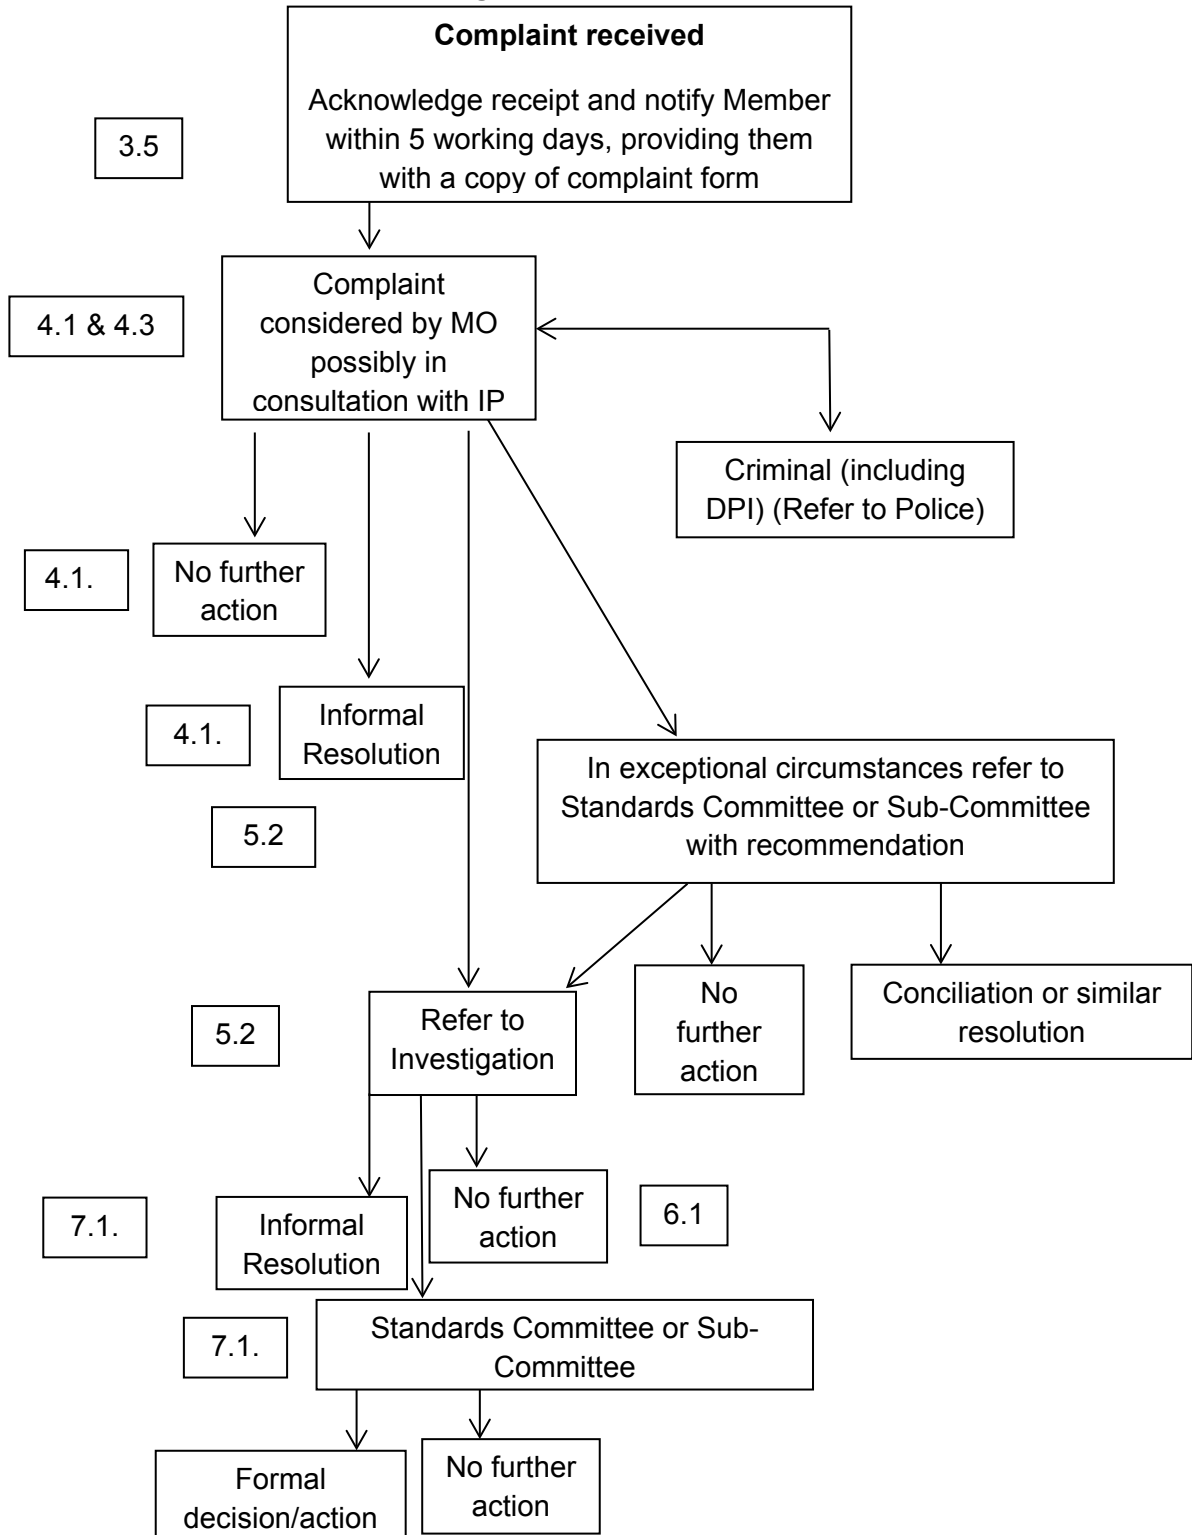 Complaint received
Acknowledge receipt and notify Member
within 5 working days, providing them
with a copy of complaint form
3.5
Complaint
considered by MO
possibly in
consultation with IP
4.1 & 4.3
Criminal (including
DPI) (Refer to Police)
4.1.
No further
action
4.1.
Informal
Resolution
5.2
In exceptional circumstances refer to
Standards Committee or Sub-Committee
with recommendation
5.2
Refer to
Investigation
No
further
action
Conciliation or similar
resolution
7.1.
Informal
Resolution
No further
action
6.1
7.1.
Standards Committee or Sub-
Committee
Formal
decision/action
No further
action